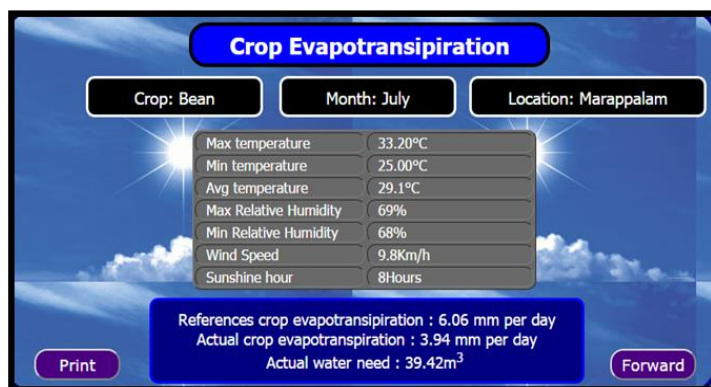 Crop Evapotransipiration
Crop: Bean Month: July Location: Marappalam
Max temperature 33.20°C
Min temperature 25.00°C
Avg temperature 29.1°C
Max Relative Humidity 69%
Min Relative Humidity 68%
Wind Speed 9.8Km/h
Sunshine hour 8Hours
References crop evapotransipiration : 6.06 mm per day
Actual crop evapotranspiration : 3.94 mm per day
Actual water need : 39.42m³
Print Forward